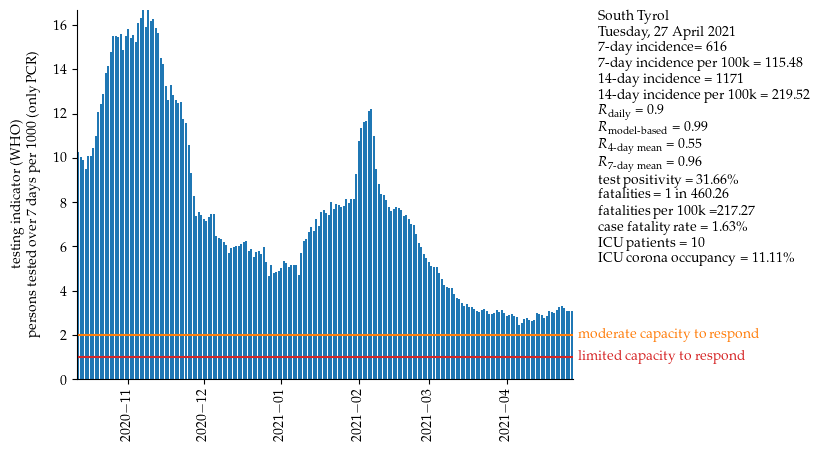 South Tyrol
Tuesday, 27 April 2021
7-day incidence= 616
7-day incidence per 100k = 115.48
14-day incidence = 1171
14-day incidence per 100k = 219.52
R_daily = 0.9
R_model-based = 0.99
R_4-day mean = 0.55
R_7-day mean = 0.96
test positivity = 31.66%
fatalities = 1 in 460.26
fatalities per 100k =217.27
case fatality rate = 1.63%
ICU patients = 10
ICU corona occupancy = 11.11%
testing indicator (WHO)
persons tested over 7 days per 1000 (only PCR)
16
14
12
10
8
6
4
2
0
moderate capacity to respond
limited capacity to respond
2020−11
2020−12
2021−01
2021−02
2021−03
2021−04